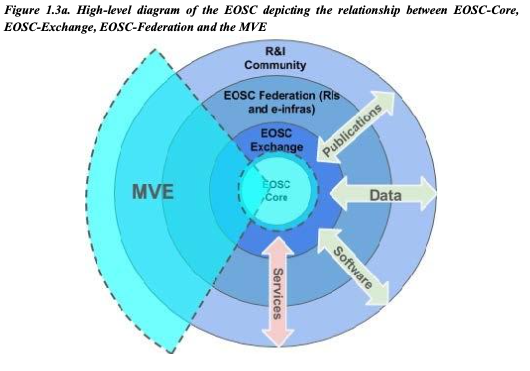 Figure 1.3a. High-level diagram of the EOSC depicting the relationship between EOSC-Core,
EOSC-Exchange, EOSC-Federation and the MVE
R&I
Community
EOSC Federation (RIs
and e-infras)
EOSC
Exchange
EOSC
Core
MVE
Publications
Data
Software
Services